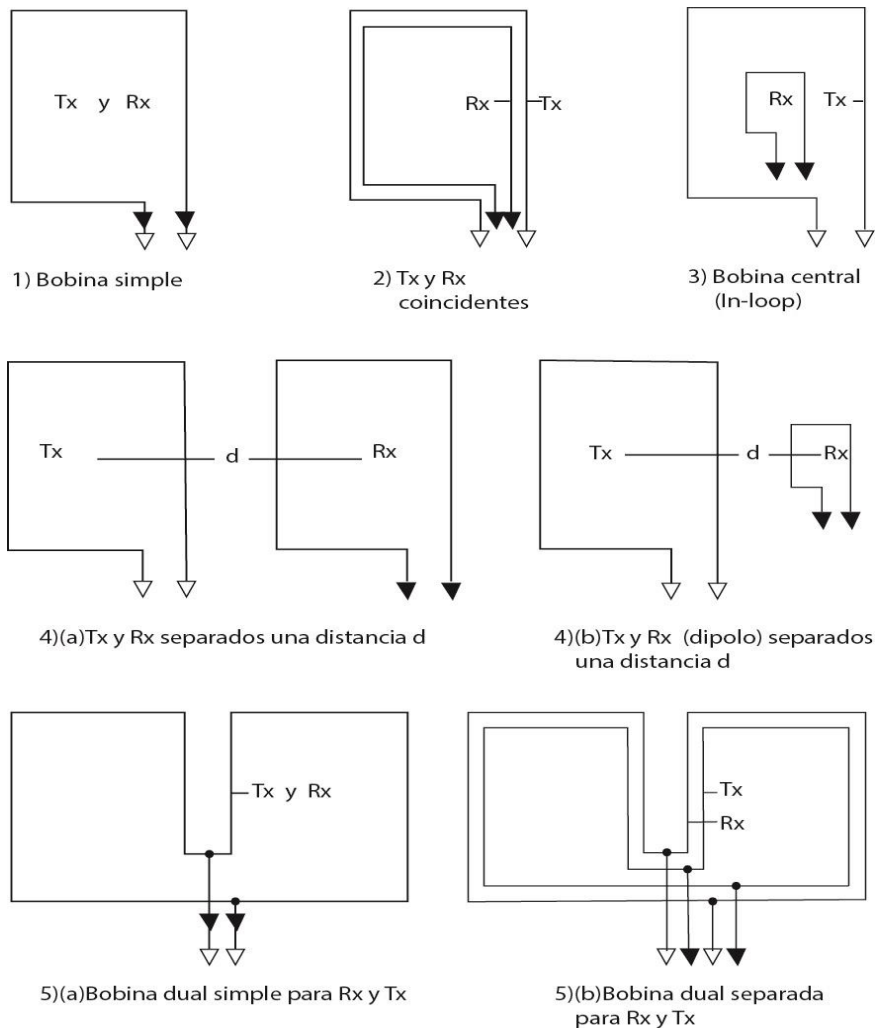 Tx y Rx
1) Bobina simple
Rx
Tx
2) Tx y Rx
coincidentes
Rx
Tx
3) Bobina central
(In-loop)
Tx
d
Rx
4)(a)Tx y Rx separados una distancia d
Tx
d
Rx
4)(b)Tx y Rx (dipolo) separados
una distancia d
Tx y Rx
5)(a)Bobina dual simple para Rx y Tx
Tx
Rx
5)(b)Bobina dual separada
para Rx y Tx